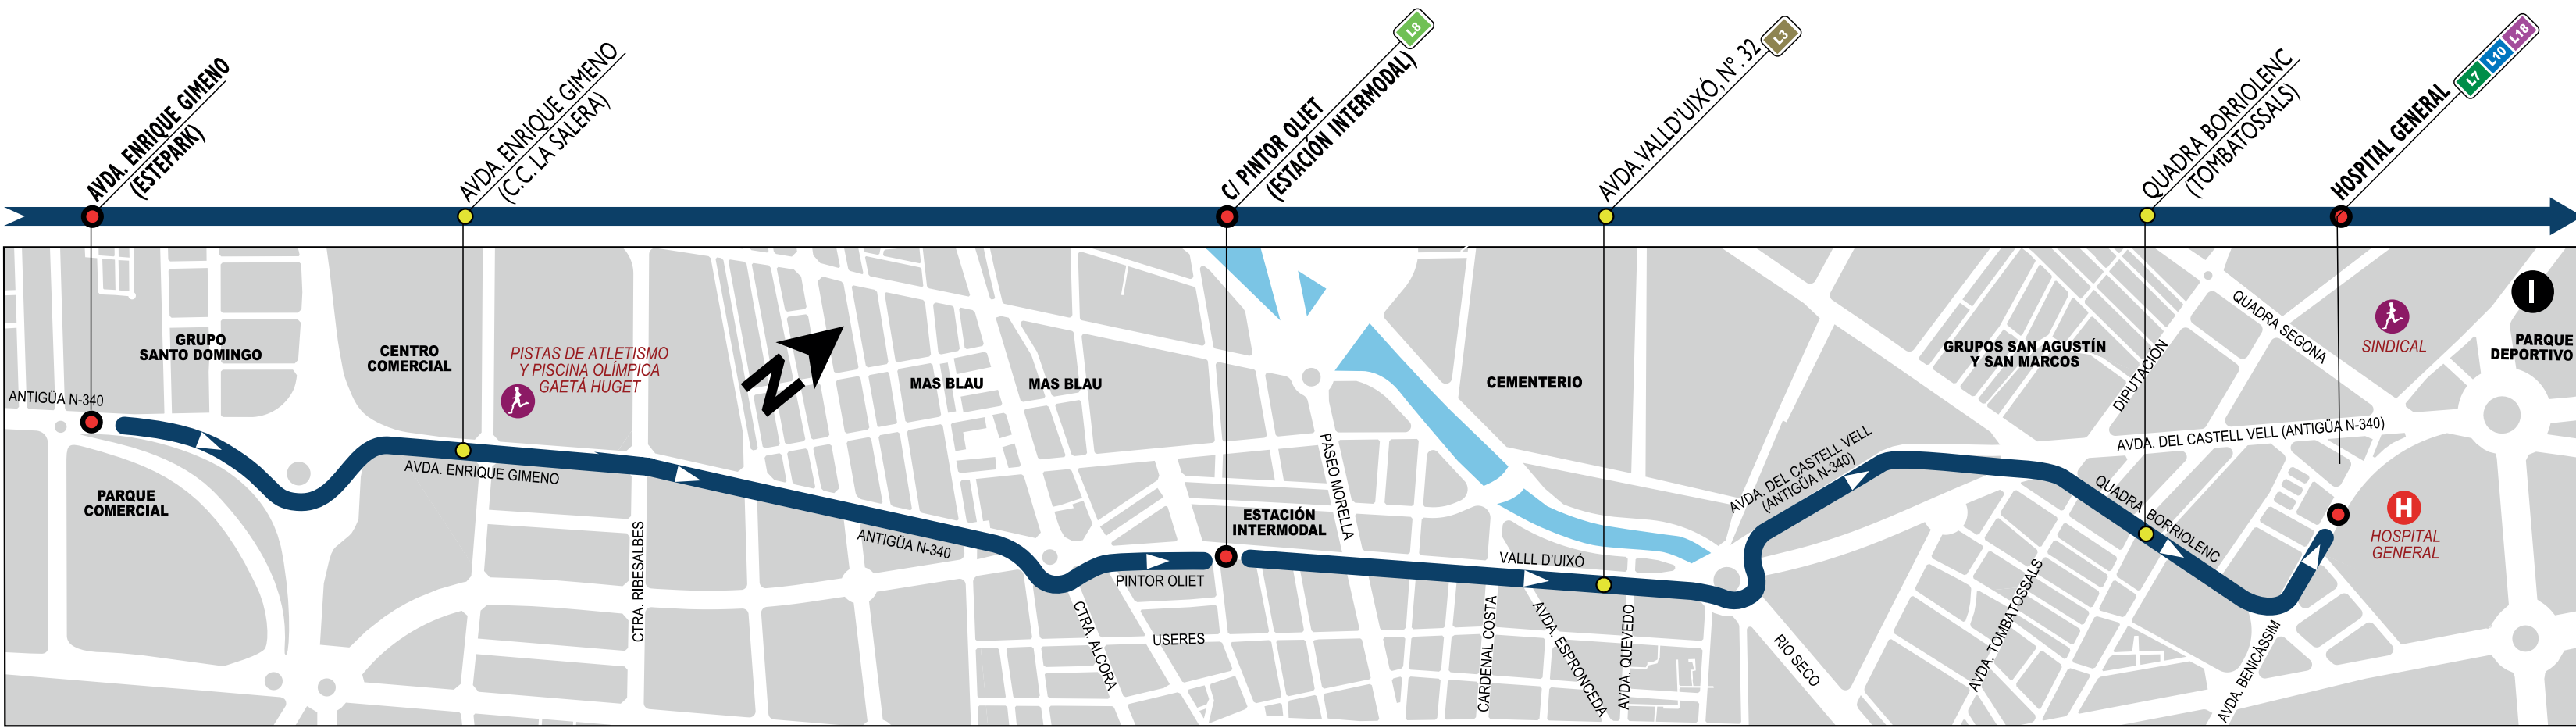 AVDA. ENRIQUE GIMENO
(ESTEPARK)
AVDA. ENRIQUE GIMENO
(C.C. LA SALERA)
C/ PINTOR OLIET
(ESTACIÓN INTERMODAL)
L8
AVDA. VALLD'UIXÓ, Nº. 32
L3
QUADRA BORRIOLENC
(TOMBATOSSALS)
HOSPITAL GENERAL
L7 L10 L18
GRUPO
SANTO DOMINGO
ANTIGÜA N-340
PARQUE
COMERCIAL
CENTRO
COMERCIAL
PISTAS DE ATLETISMO
Y PISCINA OLÍMPICA
GAETÁ HUGET
AVDA. ENRIQUE GIMENO
CTRA. RIBESALBES
N
MAS BLAU
MAS BLAU
ANTIGÜA N-340
CTRA. ALCORA
PINTOR OLIET
USERES
ESTACIÓN
INTERMODAL
PASEO MORELLA
CEMENTERIO
VALLL D'UIXÓ
CARDENAL COSTA
AVDA. ESPRONCEDA
AVDA. QUEVEDO
RIO SECO
AVDA. DEL CASTELL VELL
(ANTIGÜA N-340)
GRUPOS SAN AGUSTÍN
Y SAN MARCOS
DIPUTACIÓN
QUADRA SEGONA
AVDA. DEL CASTELL VELL (ANTIGÜA N-340)
QUADRA BORRIOLENC
AVDA. TOMBATOSSALS
AVDA. BENICÀSSIM
SINDICAL
I
PARQUE
DEPORTIVO
H
HOSPITAL
GENERAL